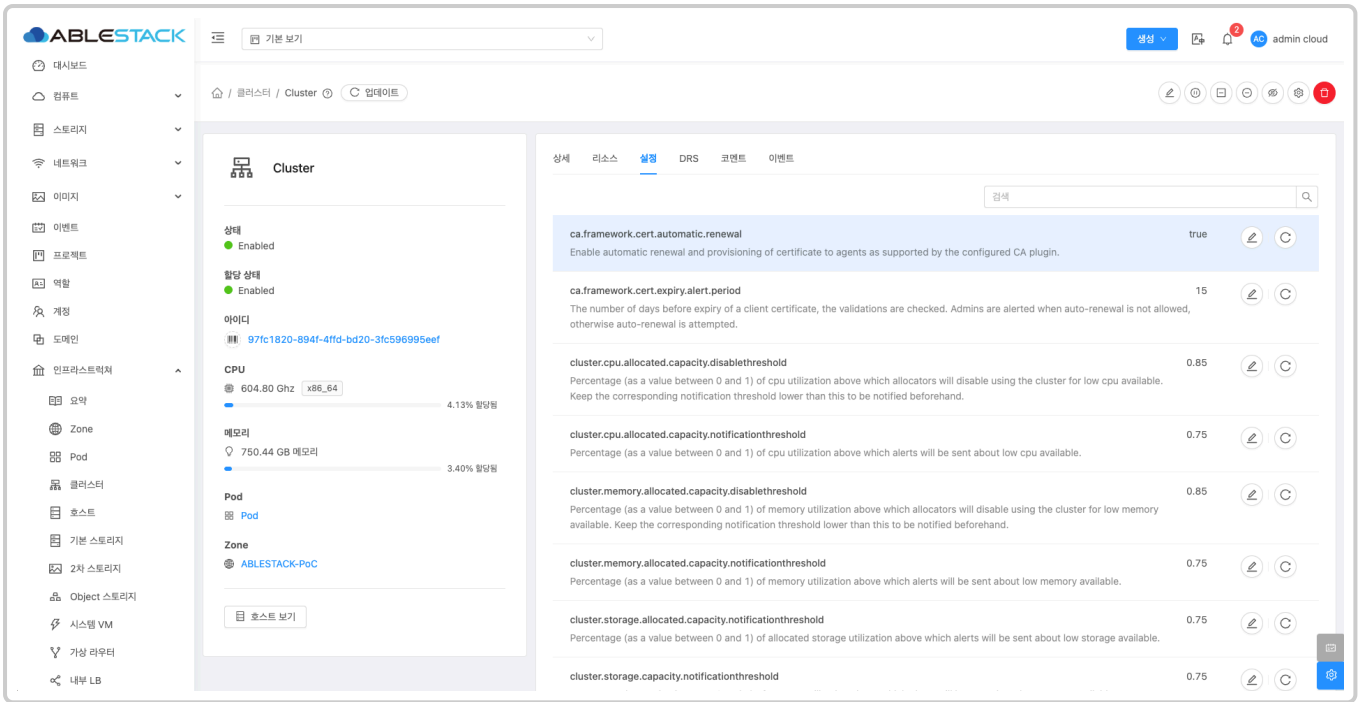 ABLESTACK
기본 보기
생성
2
AC
admin cloud
대시보드
컴퓨트
스토리지
네트워크
이미지
이벤트
프로젝트
역할
계정
도메인
인프라스트럭쳐
요약
Zone
Pod
클러스터
호스트
기본 스토리지
2차 스토리지
Object 스토리지
시스템 VM
가상 라우터
내부 LB
/ 클러스터 / Cluster
업데이트
Cluster
상태
Enabled
할당 상태
Enabled
아이디
97fc1820-894f-4ffd-bd20-3fc596995eef
CPU
604.80 Ghz x86_64
4.13% 할당됨
메모리
750.44 GB 메모리
3.40% 할당됨
Pod
Pod
Zone
ABLESTACK-PoC
호스트 보기
상세 리소스 설정 DRS 코멘트 이벤트
검색
ca.framework.cert.automatic.renewal true
Enable automatic renewal and provisioning of certificate to agents as supported by the configured CA plugin.
ca.framework.cert.expiry.alert.period 15
The number of days before expiry of a client certificate, the validations are checked. Admins are alerted when auto-renewal is not allowed,
otherwise auto-renewal is attempted.
cluster.cpu.allocated.capacity.disablethreshold 0.85
Percentage (as a value between 0 and 1) of cpu utilization above which allocators will disable using the cluster for low cpu available.
Keep the corresponding notification threshold lower than this to be notified beforehand.
cluster.cpu.allocated.capacity.notificationthreshold 0.75
Percentage (as a value between 0 and 1) of cpu utilization above which alerts will be sent about low cpu available.
cluster.memory.allocated.capacity.disablethreshold 0.85
Percentage (as a value between 0 and 1) of memory utilization above which allocators will disable using the cluster for low memory
available. Keep the corresponding notification threshold lower than this to be notified beforehand.
cluster.memory.allocated.capacity.notificationthreshold 0.75
Percentage (as a value between 0 and 1) of memory utilization above which alerts will be sent about low memory available.
cluster.storage.allocated.capacity.notificationthreshold 0.75
Percentage (as a value between 0 and 1) of allocated storage utilization above which alerts will be sent about low storage available.
cluster.storage.capacity.notificationthreshold 0.75